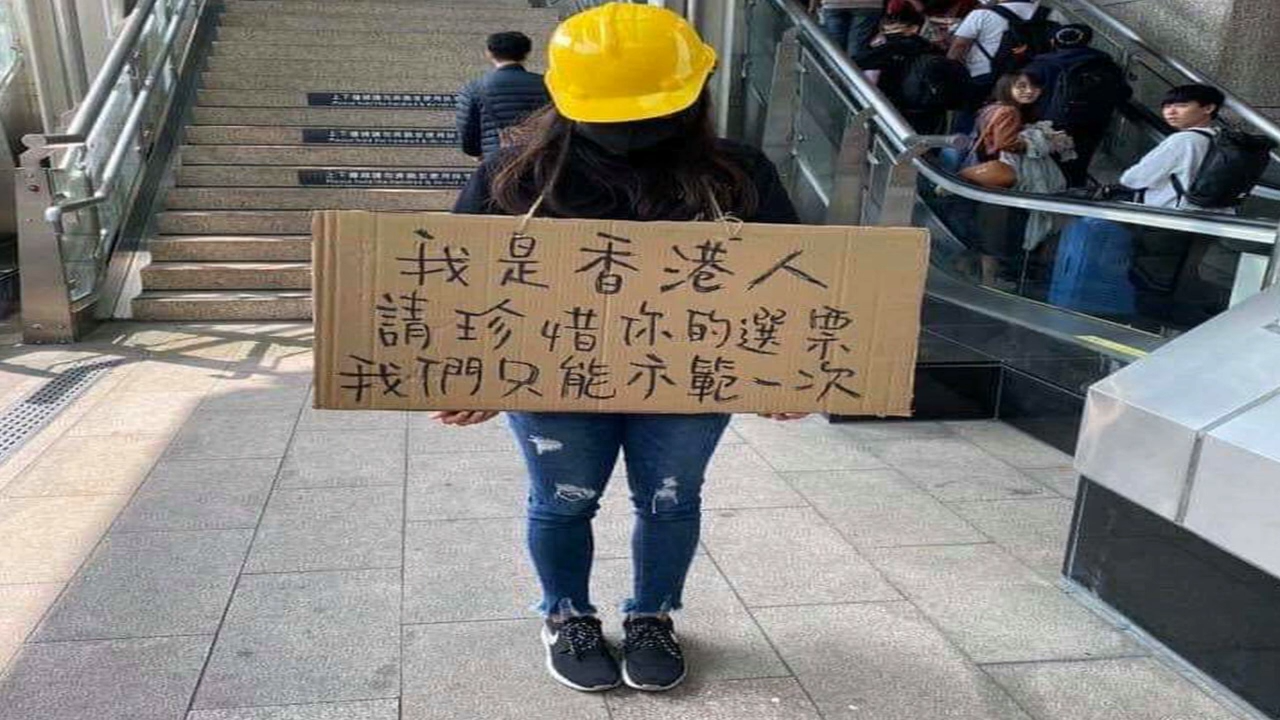 我是香港人
請珍惜你的選票
我們只能示範一次